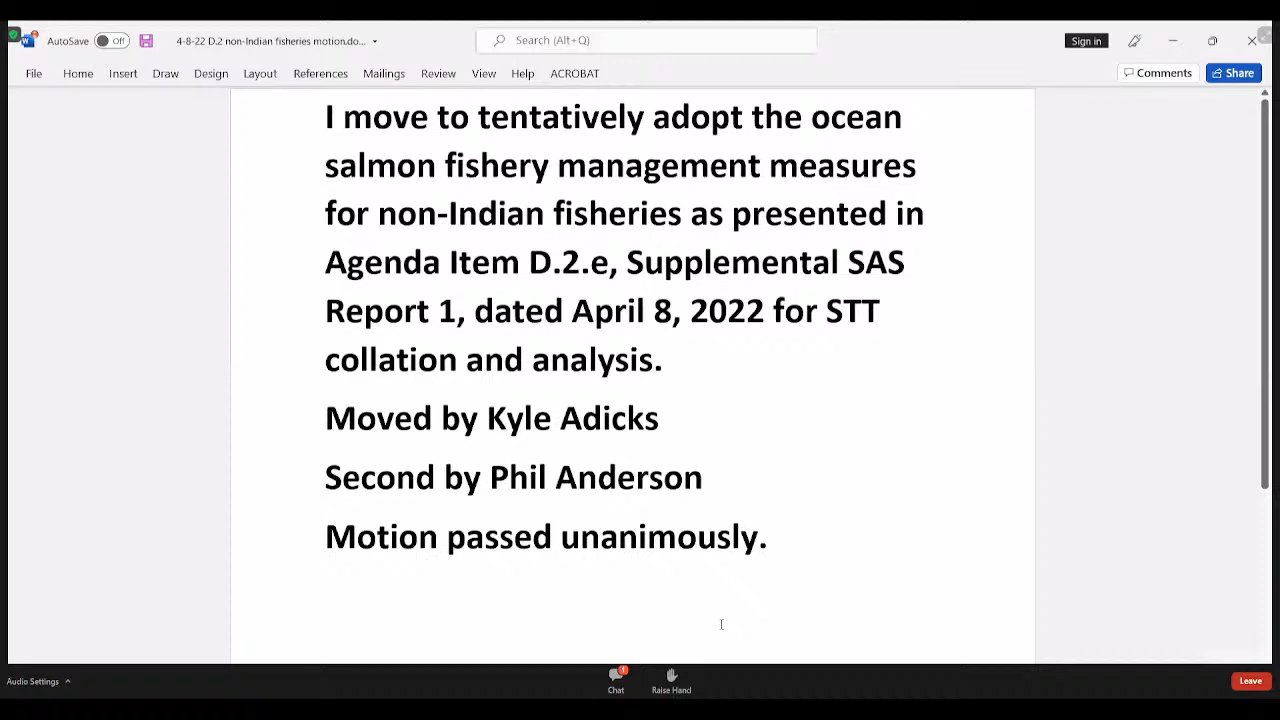 AutoSave Off 4-8-22 D.2 non-Indian fisheries motion.do... Search (Alt+Q) Sign in
File Home Insert Draw Design Layout References Mailings Review View Help ACROBAT Comments Share
I move to tentatively adopt the ocean
salmon fishery management measures
for non-Indian fisheries as presented in
Agenda Item D.2.e, Supplemental SAS
Report 1, dated April 8, 2022 for STT
collation and analysis.
Moved by Kyle Adicks
Second by Phil Anderson
Motion passed unanimously.
Audio Settings 1 Chat Raise Hand Leave